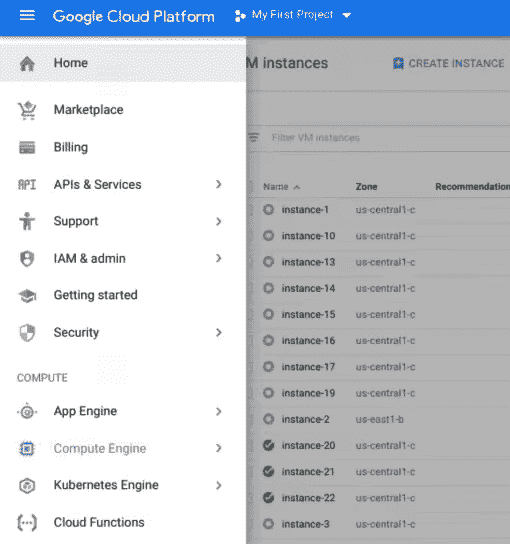 Google Cloud Platform My First Project
Home
Marketplace
Billing
API APIs & Services
Support
IAM & admin
Getting started
Security
COMPUTE
App Engine
Compute Engine
Kubernetes Engine
Cloud Functions
M instances CREATE INSTANCE
Filter VM instances
Name Zone Recommendation
instance-1 us-central1-c
instance-10 us-central1-c
instance-13 us-central1-c
instance-14 us-central1-c
instance-15 us-central1-c
instance-16 us-central1-c
instance-17 us-central1-c
instance-19 us-central1-c
instance-2 us-east1-b
instance-20 us-central1-c
instance-21 us-central1-c
instance-22 us-central1-c
instance-3 us-central1-c